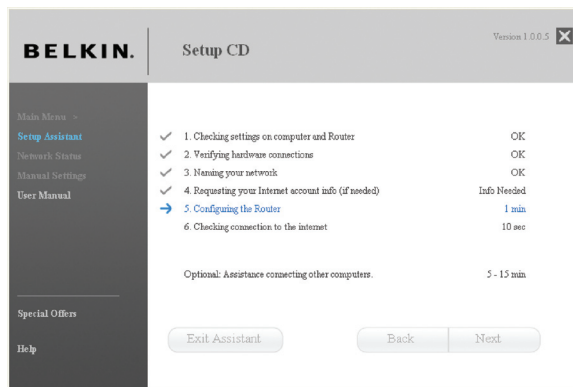 BELKIN.
Setup CD
Version 1.0.0.5
Main Menu >
Setup Assistant
Network Status
Manual Settings
User Manual
Special Offers
Help
1. Checking settings on computer and Router OK
2. Verifying hardware connections OK
3. Naming your network OK
4. Requesting your Internet account info (if needed) Info Needed
5. Configuring the Router 1 min
6. Checking connection to the internet 10 sec
Optional: Assistance connecting other computers. 5 - 15 min
Exit Assistant
Back
Next